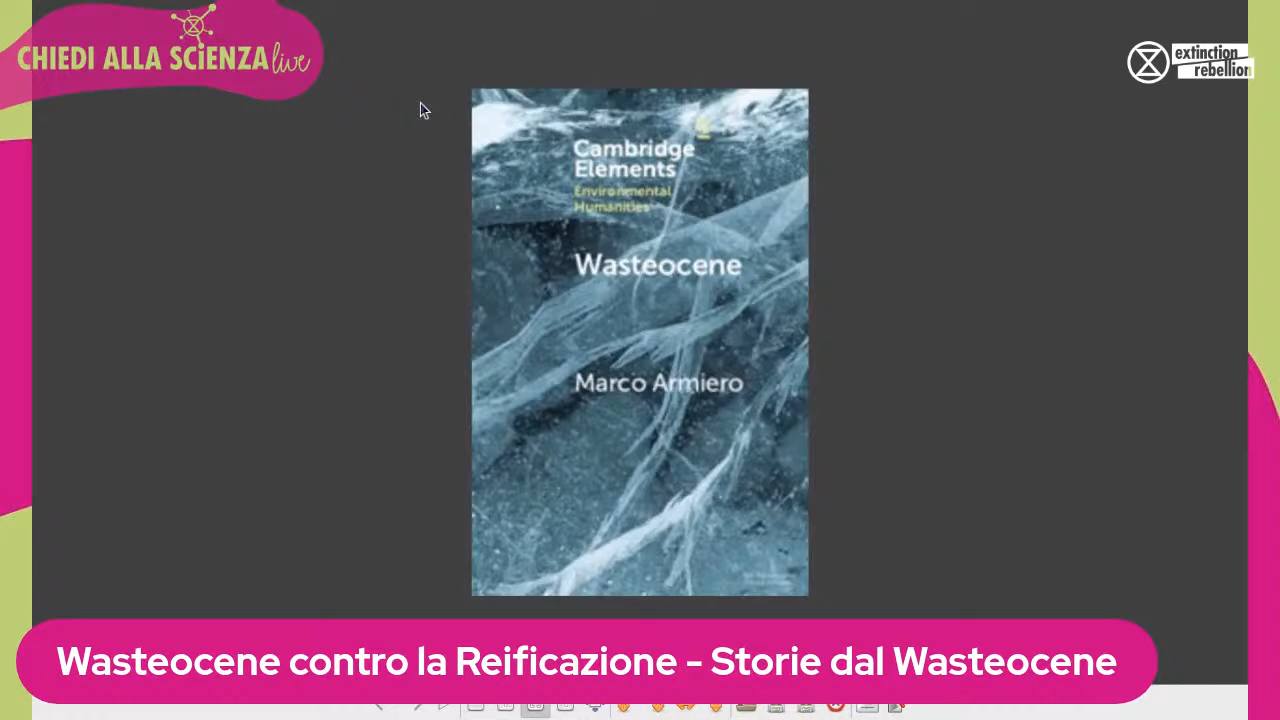 CHIEDI ALLA SCiENZA live
extinction
rebellion
Cambridge
Elements
Environmental
Humanities
Wasteocene
Marco Armiero
Wasteocene contro la Reificazione - Storie dal Wasteocene